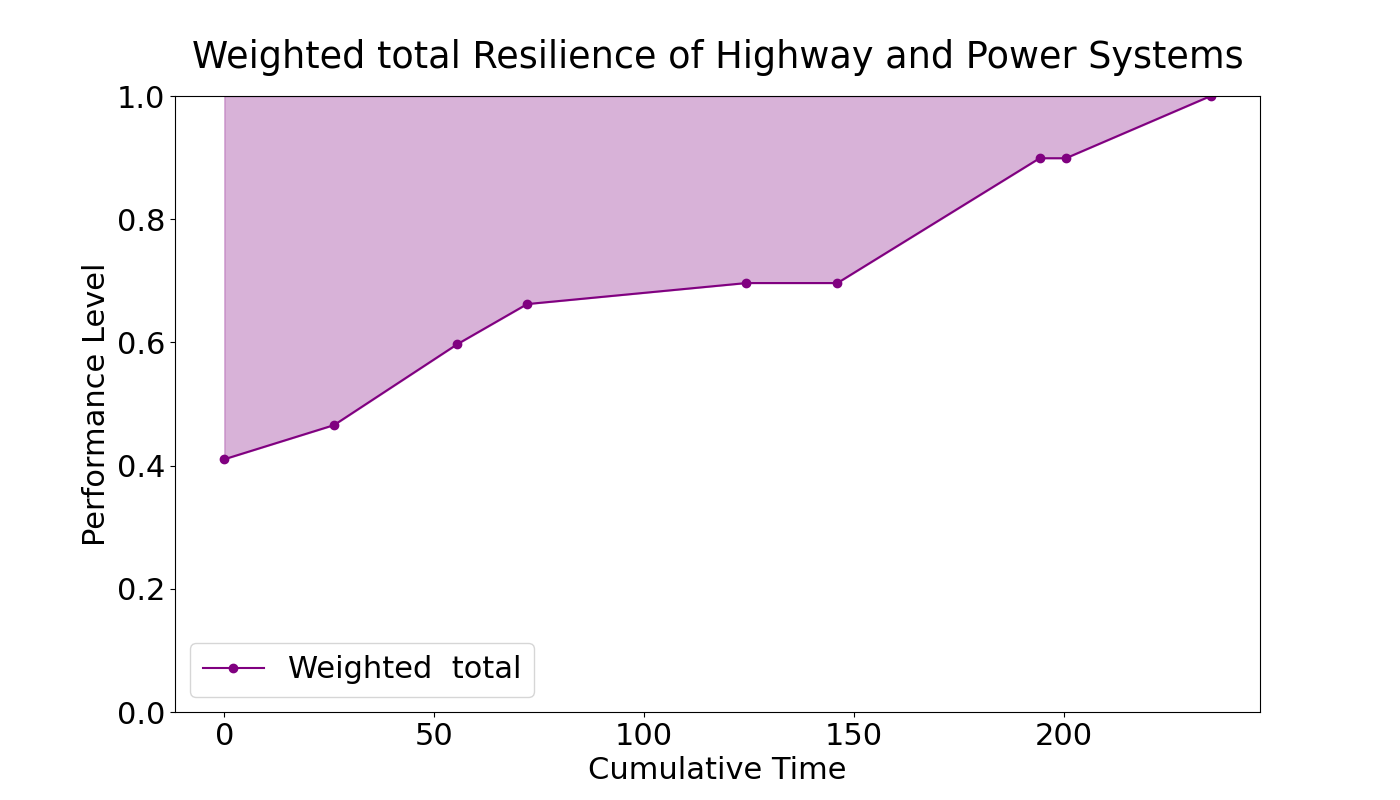 Weighted total Resilience of Highway and Power Systems
1.0
0.8
0.6
0.4
0.2
0.0
Performance Level
Weighted  total
0 50 100 150 200
Cumulative Time